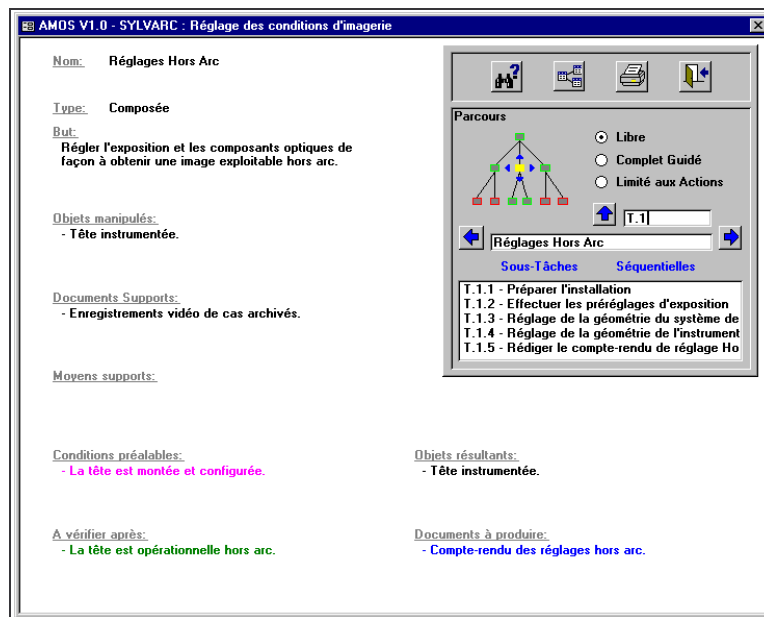 AMOS V1.0 - SYLVARC : Réglage des conditions d'imagerie
Nom: Réglages Hors Arc
Type: Composée
But:
Régler l'exposition et les composants optiques de
façon à obtenir une image exploitable hors arc.
Objets manipulés:
- Tête instrumentée.
Documents Supports:
- Enregistrements vidéo de cas archivés.
Moyens supports:
Conditions préalables:
- La tête est montée et configurée.
A vérifier après:
- La tête est opérationnelle hors arc.
Objets résultants:
- Tête instrumentée.
Documents à produire:
- Compte-rendu des réglages hors arc.
?
Parcours
Libre
Complet Guidé
Limité aux Actions
T.1
Réglages Hors Arc
Sous-Tâches Séquentielles
T.1.1 - Préparer l'installation
T.1.2 - Effectuer les préréglages d'exposition
T.1.3 - Réglage de la géométrie du système de
T.1.4 - Réglage de la géométrie de l'instrument
T.1.5 - Rédiger le compte-rendu de réglage Ho